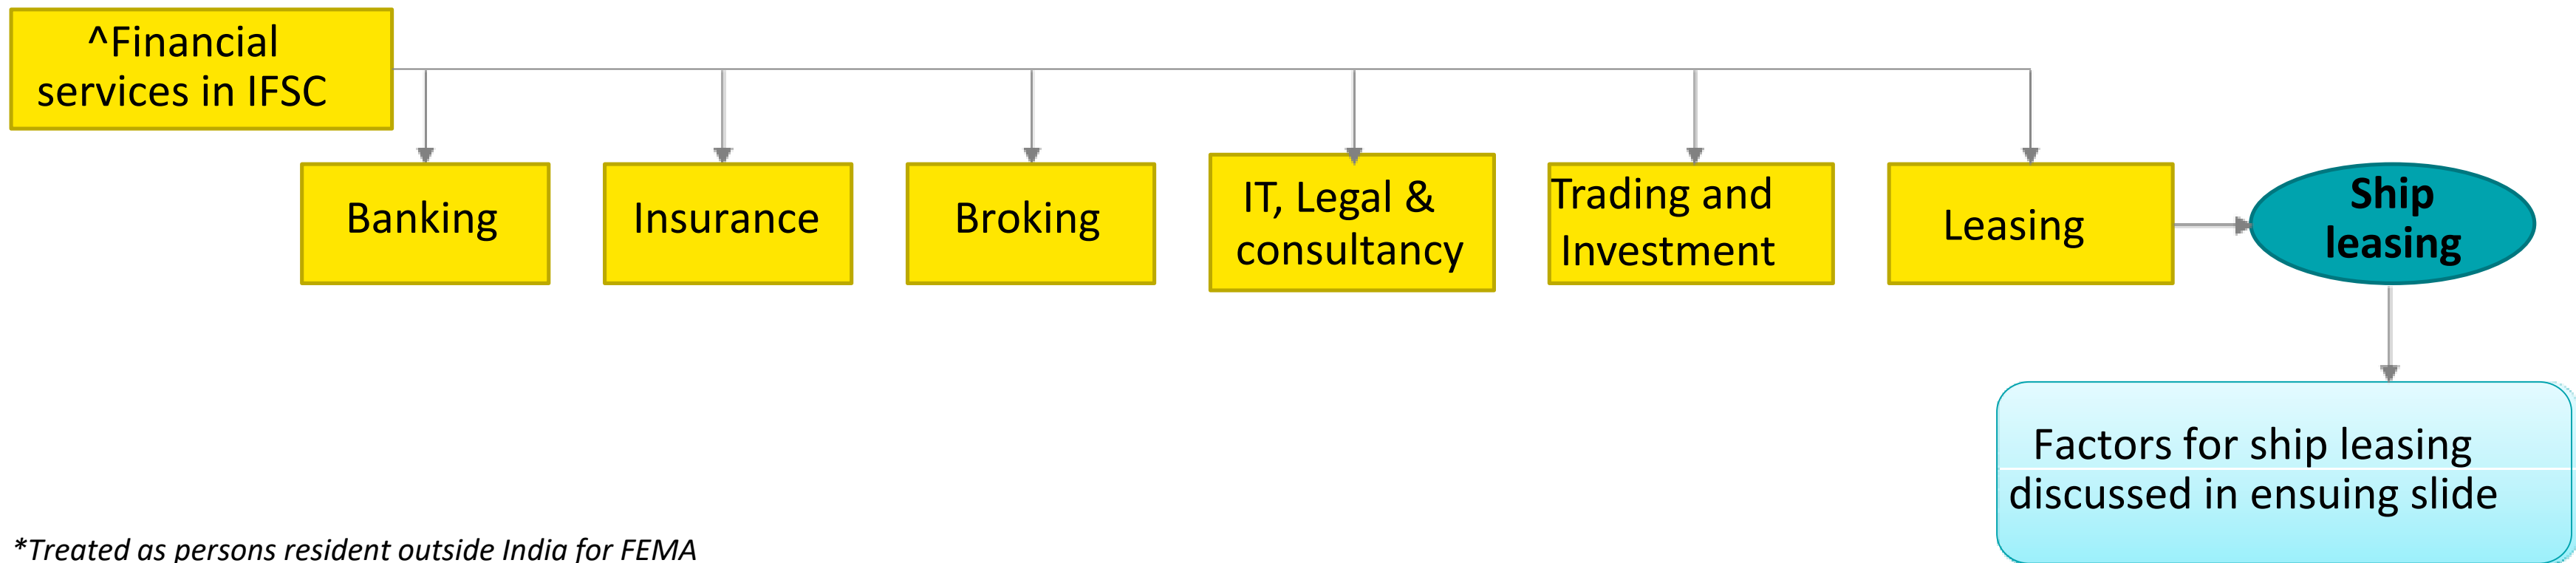 ^Financial
services in IFSC
Banking
Insurance
Broking
IT, Legal &
consultancy
Trading and
Investment
Leasing
Ship
leasing
Factors for ship leasing
discussed in ensuing slide
*Treated as persons resident outside India for FEMA